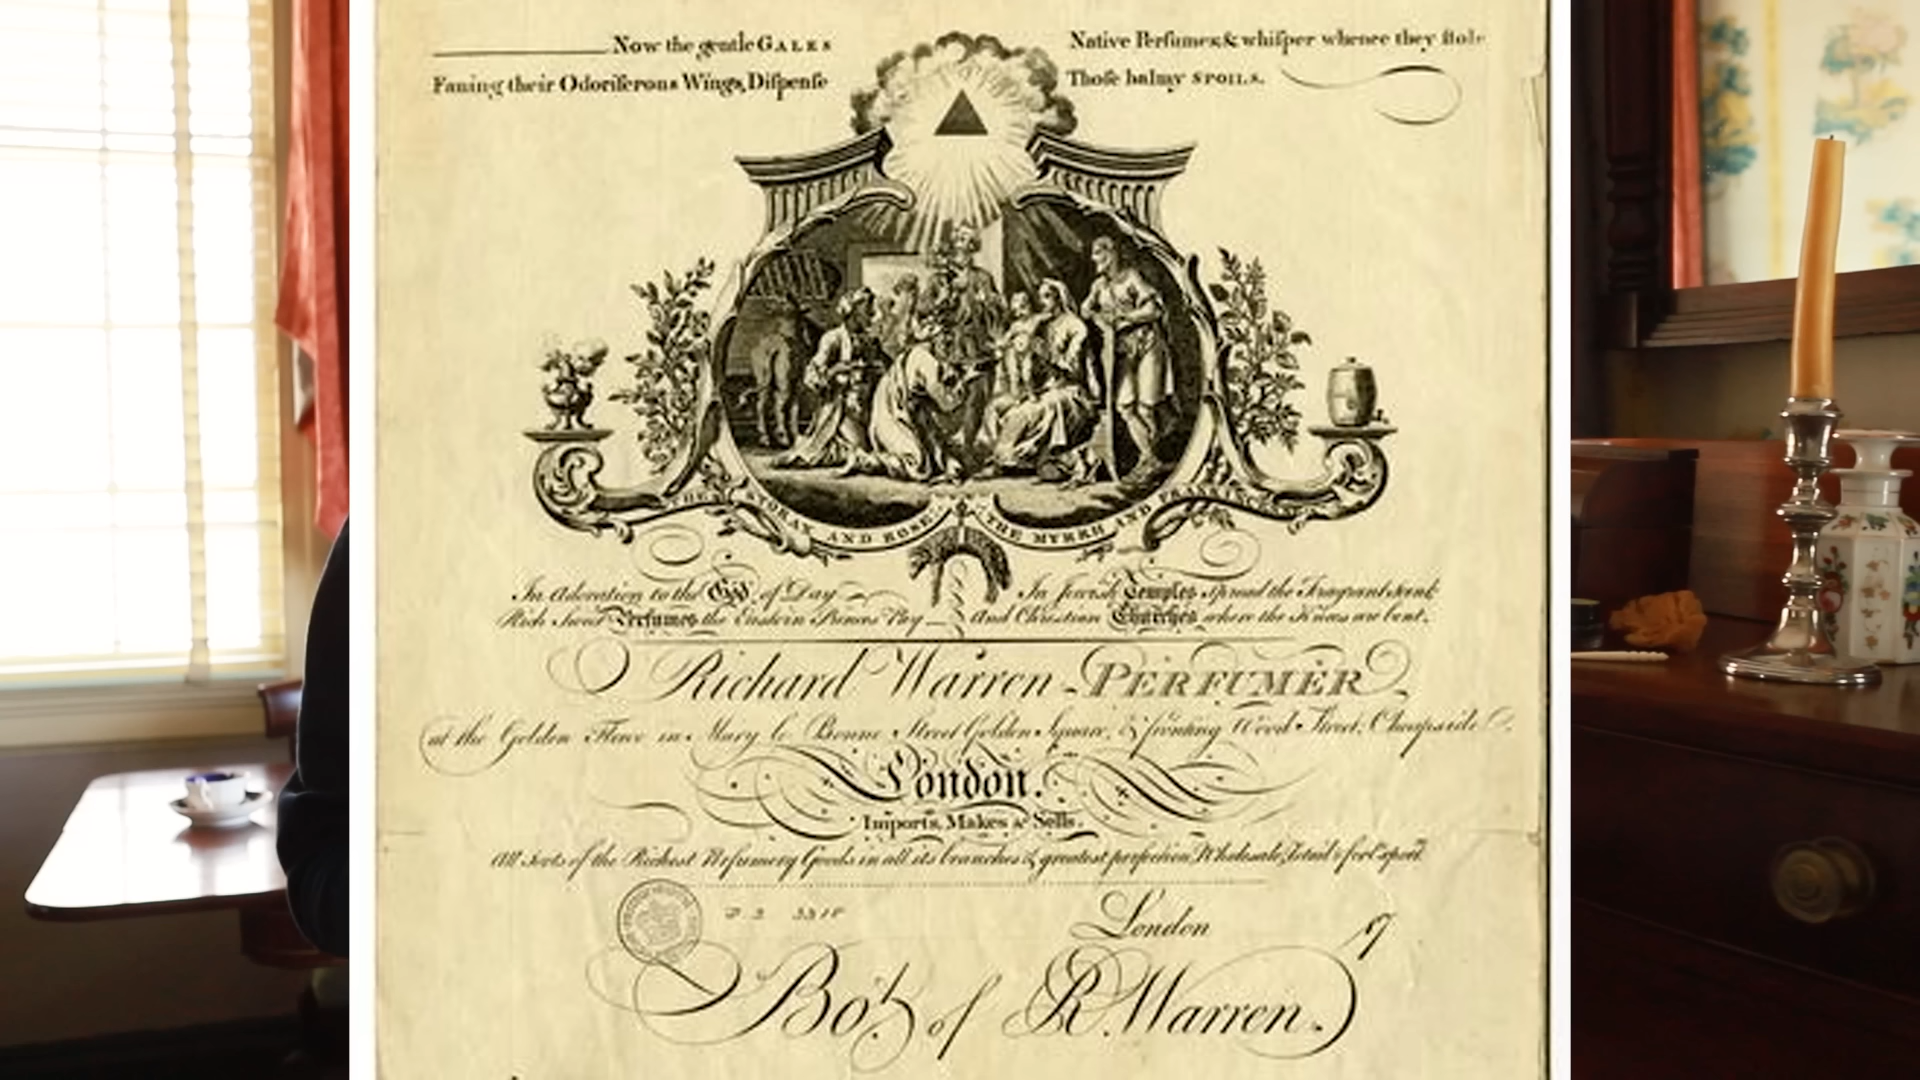 Now the gentle GALES
Faning their Odoriferous Wings, Dispense
Native Perfumes, & whisper whence they stole
Those balmy SPOILS.
STORAX AND ROSE THE MYRRH AND
In Adoration to the God of Day
Rich Sweet Perfumes the Eastern Princes Pay
In Jewish Temples spread the Fragrant
And Christian Churches where the Knees are bent.
Richard Warren PERFUMER
at the Golden Fleece in Mary le Bonne Street Golden Square, & fronting Wood Street, Cheapside
London.
Imports, Makes & Sells.
All Sorts of the Richest Perfumery Goods in all its branches & greatest perfection, Wholesale, Retail & for Export
London 17
Bot. of R. Warren.